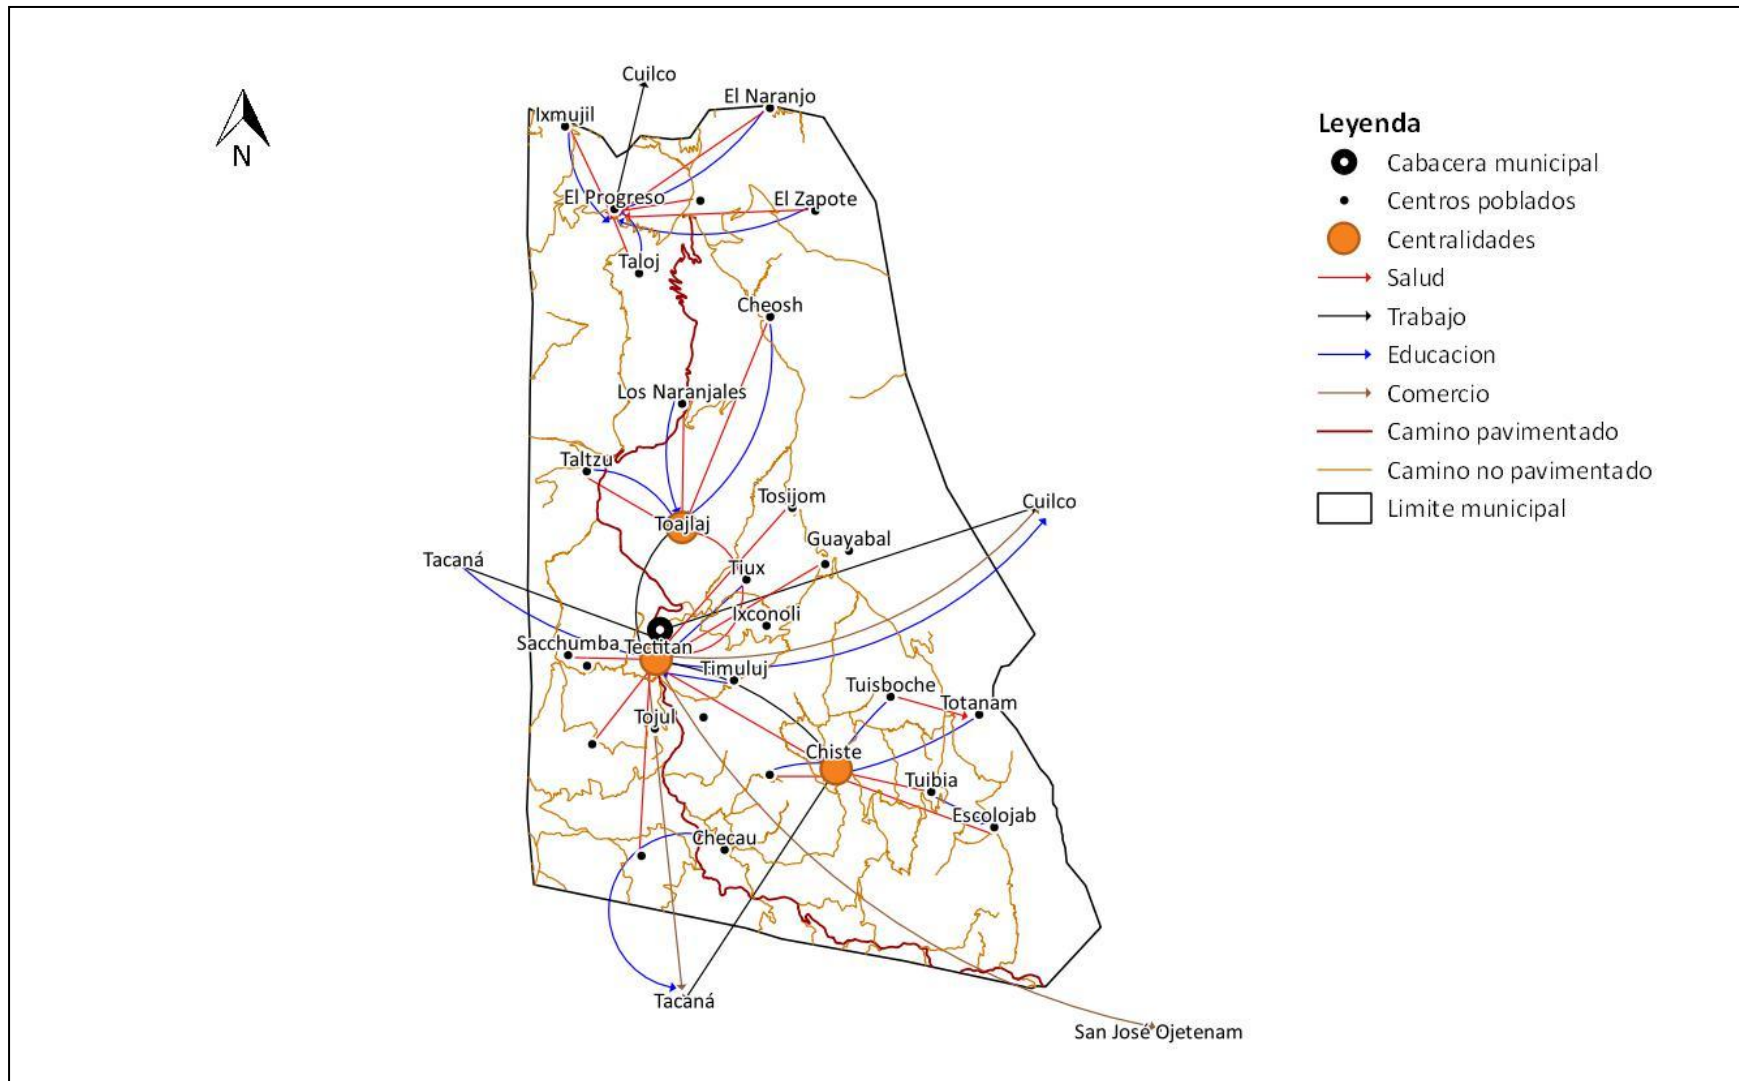 Cuilco
El Naranjo
Ixmujil
El Progreso
El Zapote
Taloj
Cheosh
Los Naranjales
Taltzu
Tosijom
Cuilco
Toajlaj
Guayabal
Tacaná
Tiux
Ixconoli
Sacchumba
Tectitan
Timuluj
Tuisboche
Totanam
Tojul
Chiste
Tuibia
Escolojab
Checau
Tacaná
San José Ojetenam
N
Leyenda
Cabacera municipal
Centros poblados
Centralidades
Salud
Trabajo
Educacion
Comercio
Camino pavimentado
Camino no pavimentado
Limite municipal